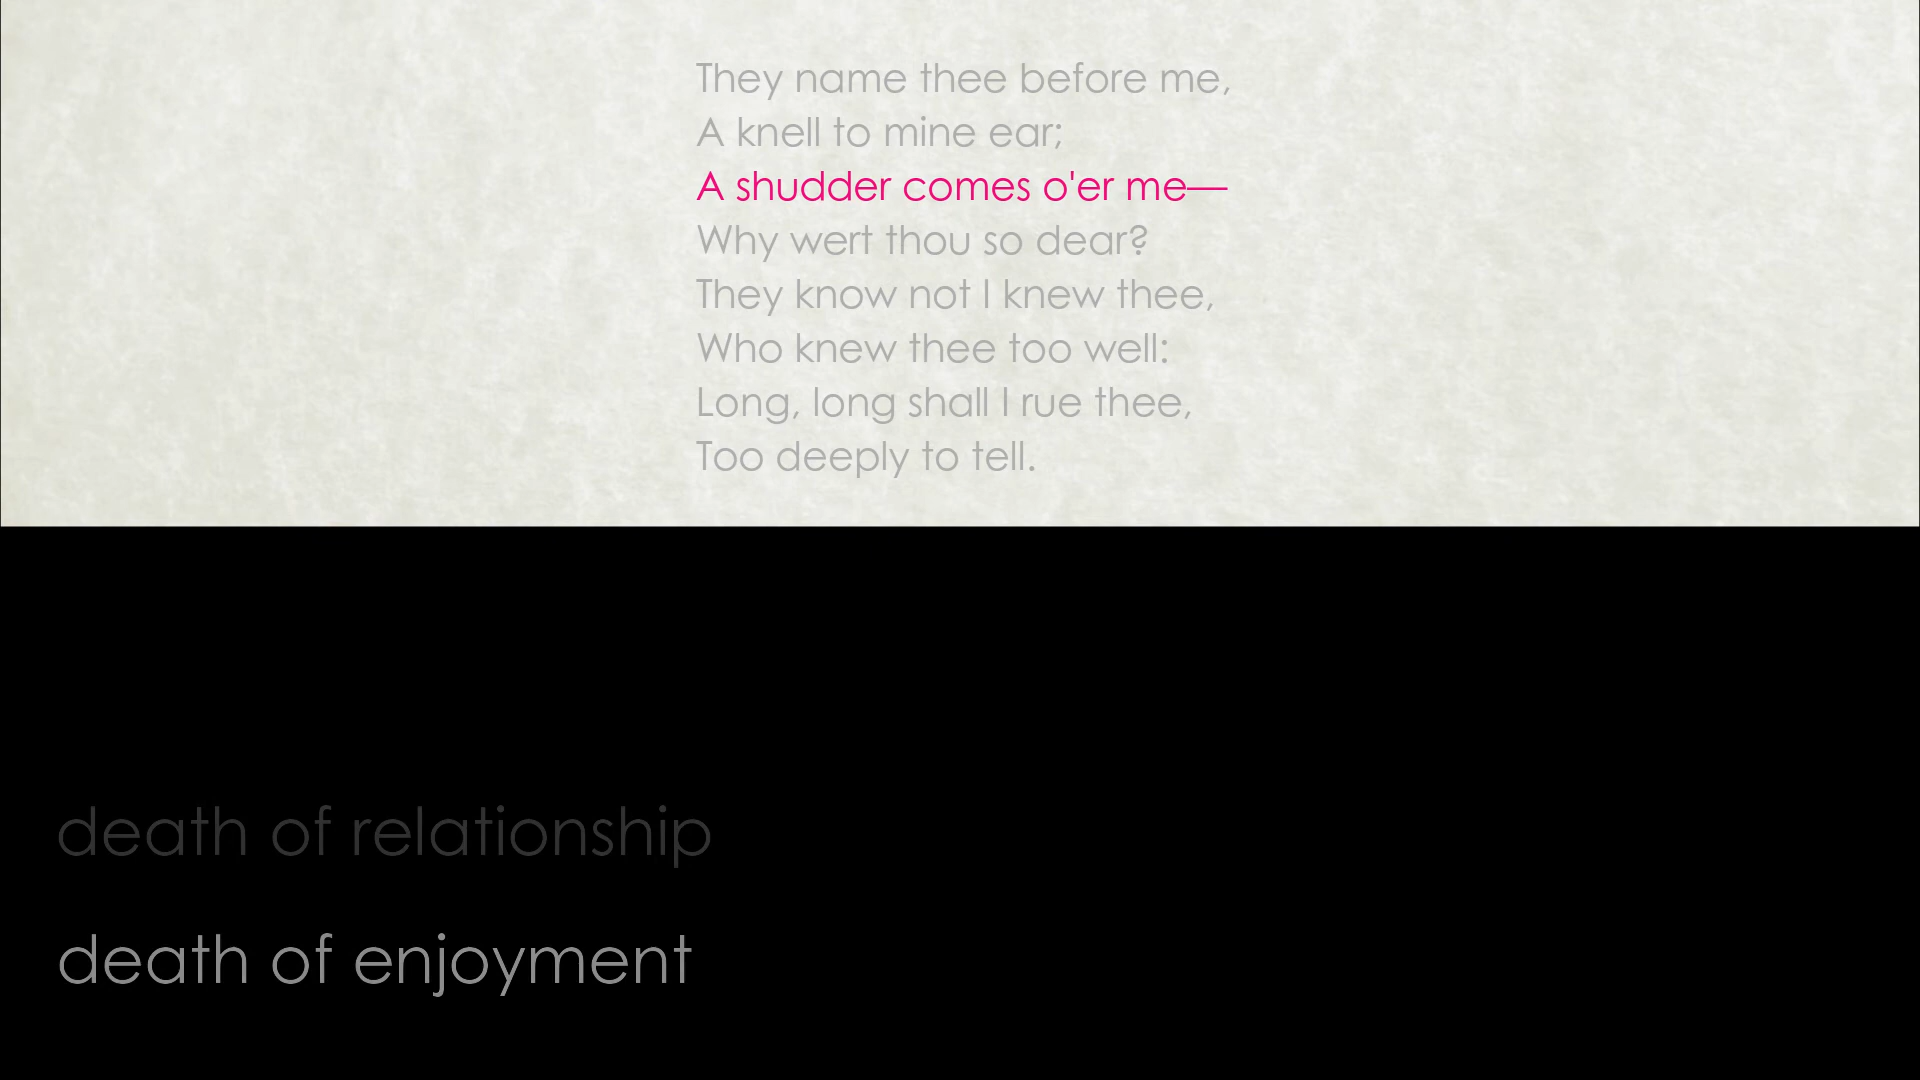 They name thee before me,
A knell to mine ear;
A shudder comes o'er me—
Why wert thou so dear?
They know not I knew thee,
Who knew thee too well:
Long, long shall I rue thee,
Too deeply to tell.
death of relationship
death of enjoyment